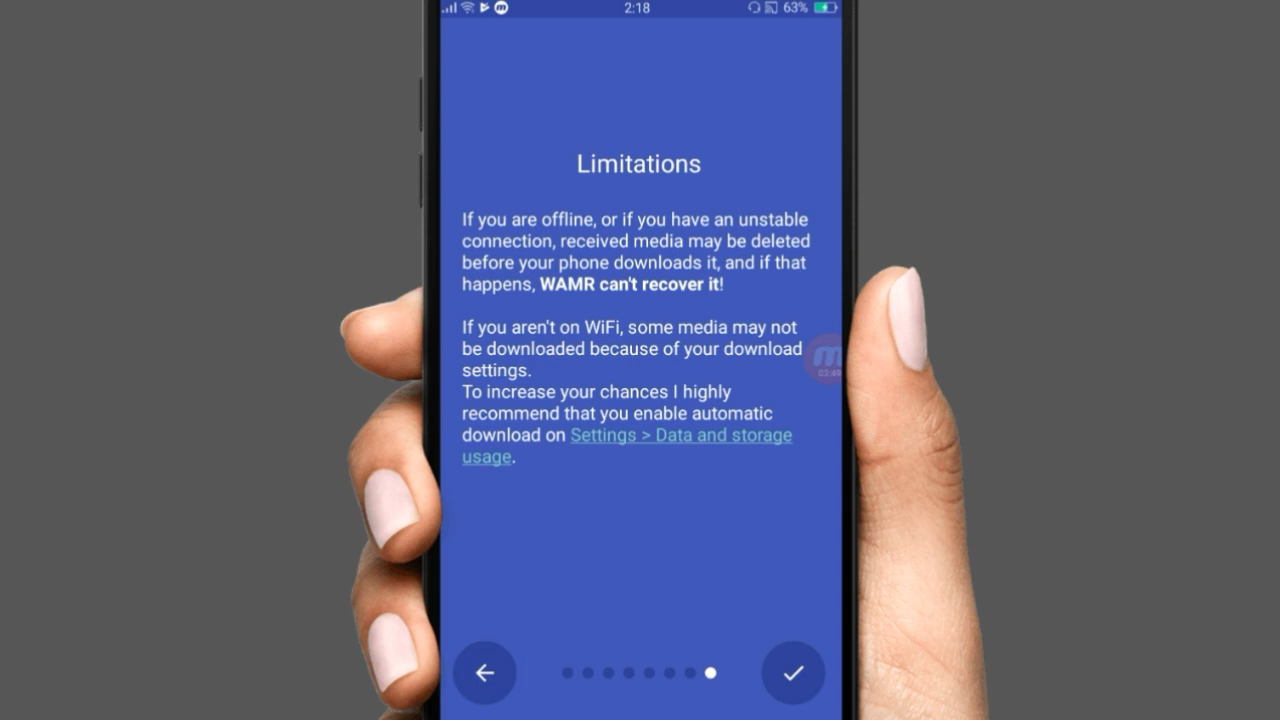 2:18
63%
Limitations
If you are offline, or if you have an unstable
connection, received media may be deleted
before your phone downloads it, and if that
happens, WAMR can't recover it!
If you aren't on WiFi, some media may not
be downloaded because of your download
settings.
To increase your chances I highly
recommend that you enable automatic
download on Settings > Data and storage
usage.